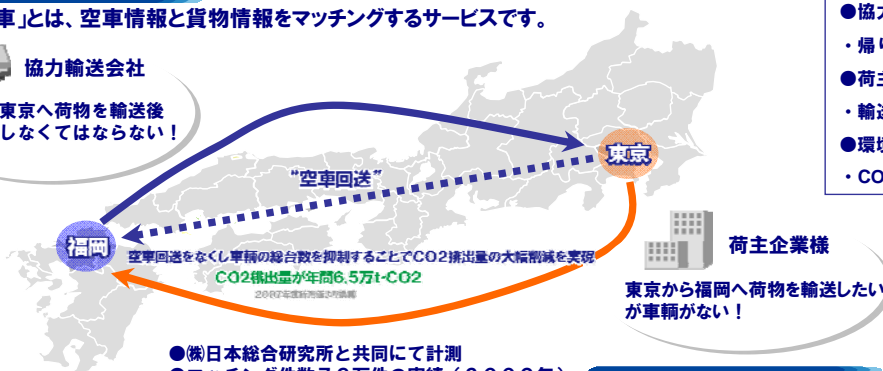 車」とは、空車情報と貨物情報をマッチングするサービスです。
協力輸送会社
東京へ荷物を輸送後
しなくてはならない！
●協力
・帰り
●荷主
・輸送
●環境
・CO
東京
“空車回送”
福岡
空車回送をなくし車輌の総台数を抑制することでCO2排出量の大幅削減を実現
CO2排出量が年間6.5万t-CO2
荷主企業様
東京から福岡へ荷物を輸送したい
が車輌がない！
●㈱日本総合研究所と共同にて計測